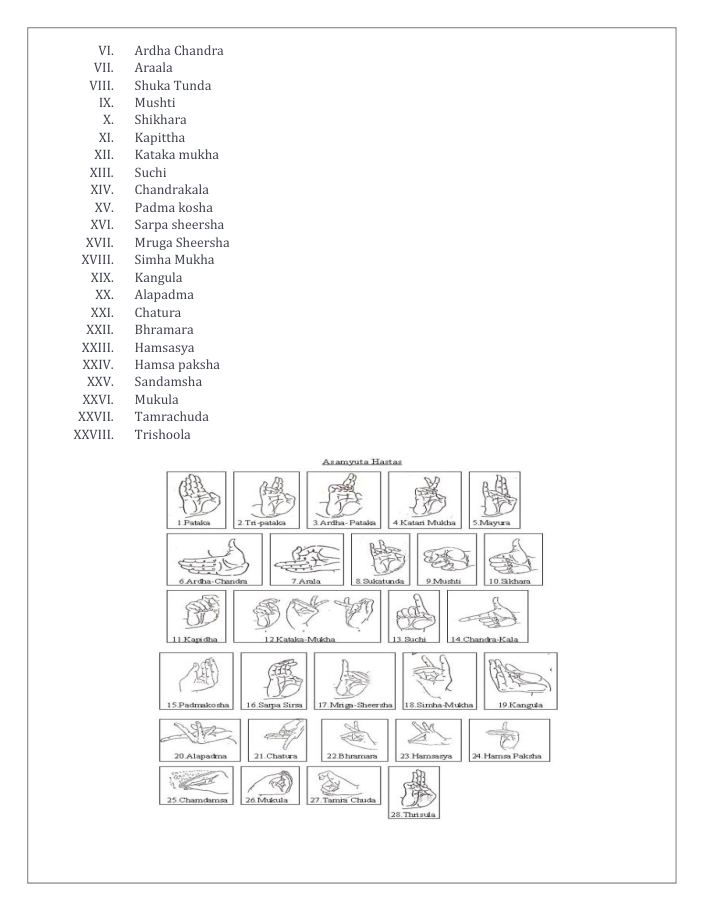 VI. Ardha Chandra
VII. Araala
VIII. Shuka Tunda
IX. Mushti
X. Shikhara
XI. Kapittha
XII. Kataka mukha
XIII. Suchi
XIV. Chandrakala
XV. Padma kosha
XVI. Sarpa sheersha
XVII. Mruga Sheersha
XVIII. Simha Mukha
XIX. Kangula
XX. Alapadma
XXI. Chatura
XXII. Bhramara
XXIII. Hamsasya
XXIV. Hamsa paksha
XXV. Sandamsha
XXVI. Mukula
XXVII. Tamrachuda
XXVIII. Trishoola
Asamyuta Hastas
1.Pataka 2.Tri-pataka 3.Ardha-Pataka 4.Katari Mukha 5.Mayura
6.Ardha-Chandra 7.Arala 8.Sukatunda 9.Mushti 10.Sikhara
11.Kapidha 12.Kataka-Mukha 13.Suchi 14.Chandra-Kala
15.Padmakosha 16.Sarpa Sirsa 17.Mriga-Sheersha 18.Simha-Mukha 19.Kangula
20.Alapadma 21.Chatura 22.Bhramara 23.Hamsasya 24.Hamsa Paksha
25.Chamdamsa 26.Mukula 27.Tamra Chuda
28.Thrisula